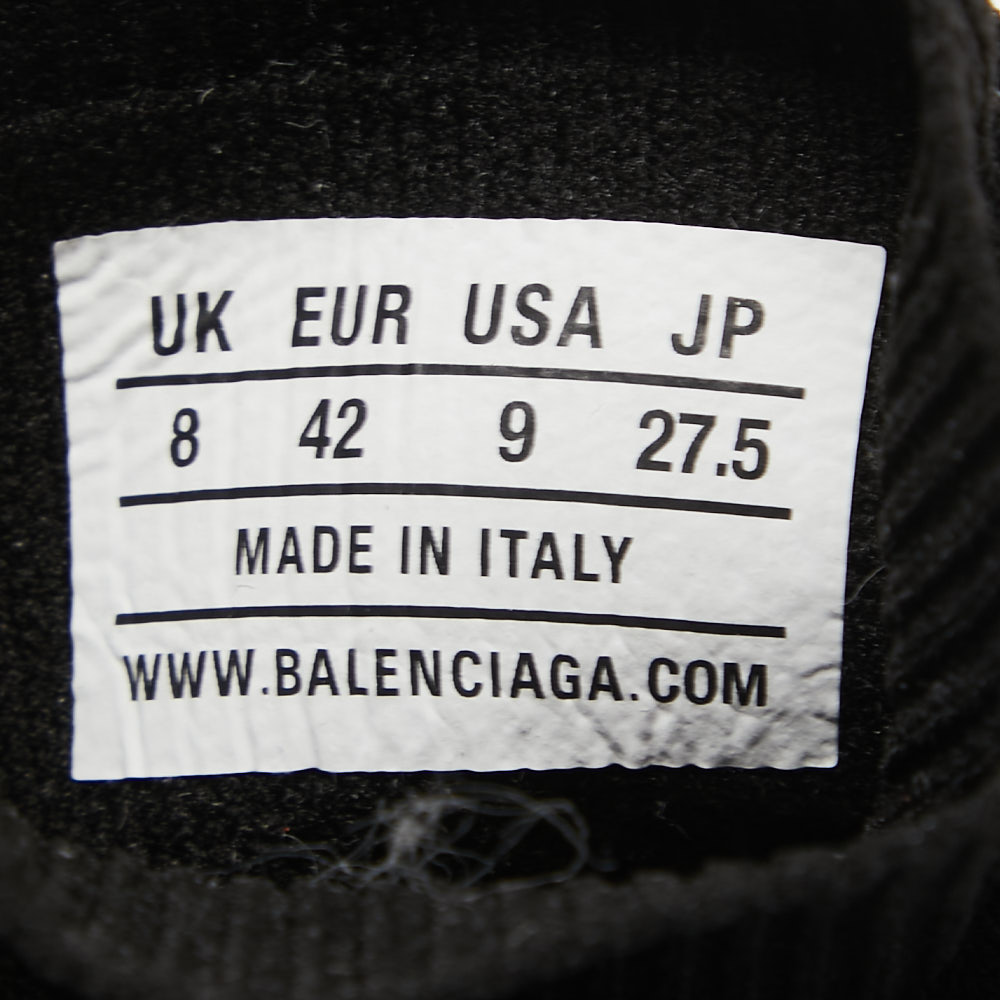 UK EUR USA JP
8 42 9 27.5
MADE IN ITALY
WWW.BALENCIAGA.COM